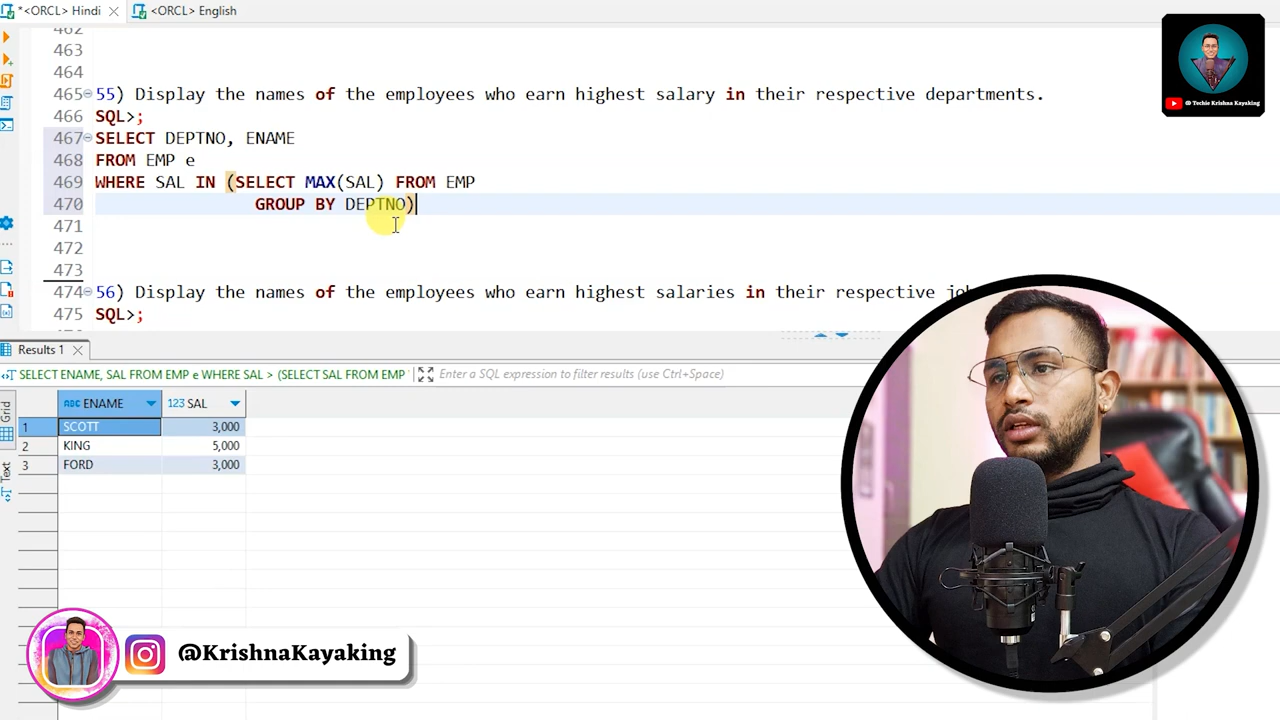 *<ORCL> Hindi
<ORCL> English
@ Techie Krishna Kayaking
462
463
464
465 55) Display the names of the employees who earn highest salary in their respective departments.
466 SQL>;
467 SELECT DEPTNO, ENAME
468 FROM EMP e
469 WHERE SAL IN (SELECT MAX(SAL) FROM EMP
470 GROUP BY DEPTNO)
471
472
473
474 56) Display the names of the employees who earn highest salaries in their respective
475 SQL>;
Results 1
SELECT ENAME, SAL FROM EMP e WHERE SAL > (SELECT SAL FROM EMP
Enter a SQL expression to filter results (use Ctrl+Space)
Grid
Text
ABC ENAME 123 SAL
1 SCOTT 3,000
2 KING 5,000
3 FORD 3,000
@KrishnaKayaking